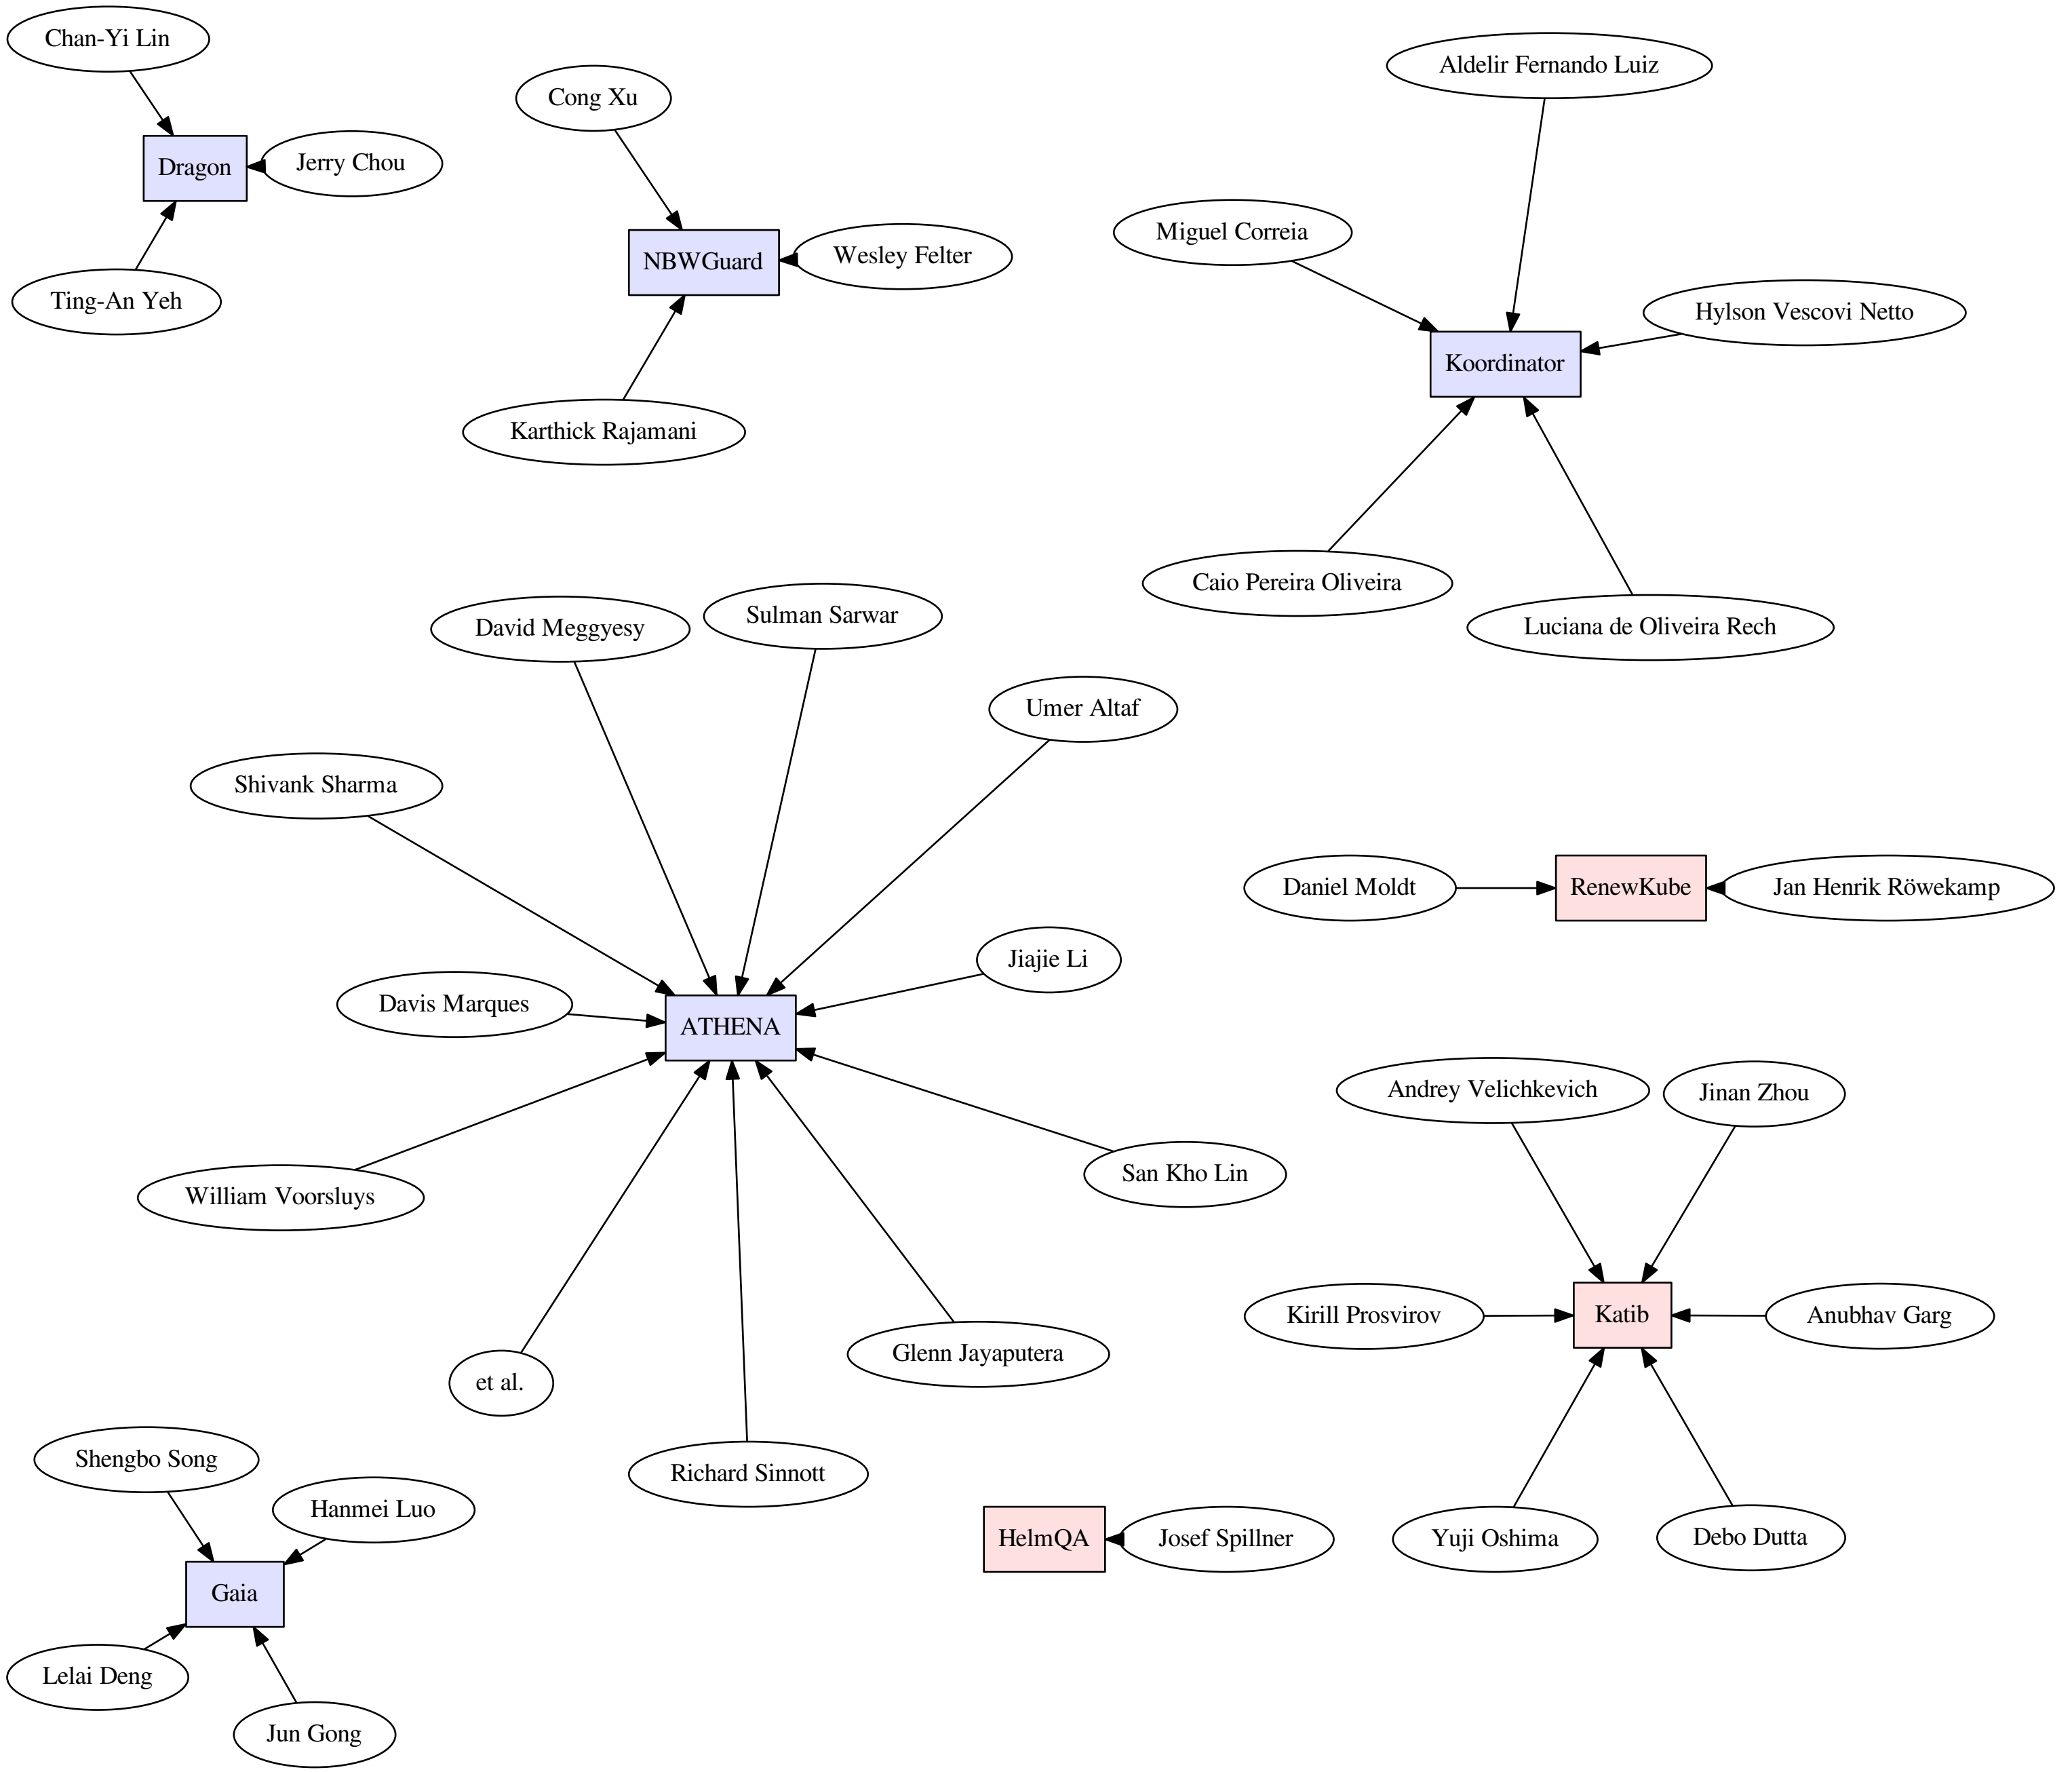 Chan-Yi Lin
Dragon
Jerry Chou
Ting-An Yeh
Cong Xu
NBWGuard
Wesley Felter
Karthick Rajamani
Aldelir Fernando Luiz
Miguel Correia
Hylson Vescovi Netto
Koordinator
Caio Pereira Oliveira
Luciana de Oliveira Rech
David Meggyesy
Sulman Sarwar
Umer Altaf
Shivank Sharma
Jiajie Li
Davis Marques
ATHENA
William Voorsluys
San Kho Lin
et al.
Glenn Jayaputera
Richard Sinnott
Daniel Moldt
RenewKube
Jan Henrik Röwekamp
Andrey Velichkevich
Jinan Zhou
Kirill Prosvirov
Katib
Anubhav Garg
Yuji Oshima
Debo Dutta
Shengbo Song
Hanmei Luo
Gaia
Lelai Deng
Jun Gong
HelmQA
Josef Spillner